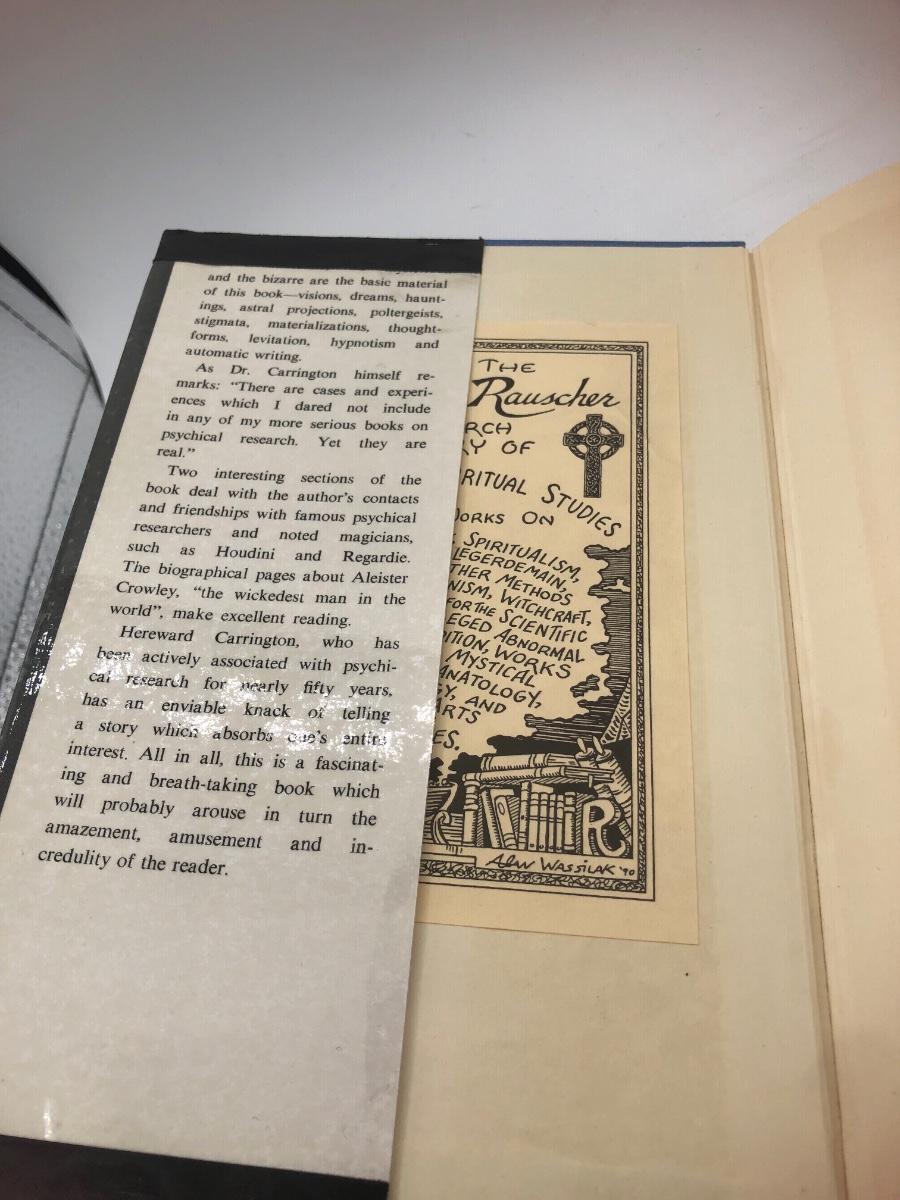 and the bizarre are the basic material
of this book—visions, dreams, haunt-
ings, astral projections, poltergeists,
stigmata, materializations, thought-
forms, levitation, hypnotism and
automatic writing.
As Dr. Carrington himself re-
marks: “There are cases and experi-
ences which I dared not include
in any of my more serious books on
psychical research. Yet they are
real.”
Two interesting sections of the
book deal with the author's contacts
and friendships with famous psychical
researchers and noted magicians,
such as Houdini and Regardie.
The biographical pages about Aleister
Crowley, “the wickedest man in the
world”, make excellent reading.
Hereward Carrington, who has
been actively associated with psychi-
cal research for nearly fifty years,
has an enviable knack of telling
a story which absorbs one's entire
interest. All in all, this is a fascinat-
ing and breath-taking book which
will probably arouse in turn the
amazement, amusement and in-
credulity of the reader.
THE
Rauscher
RCH
RY OF
RITUAL STUDIES
WORKS ON
SPIRITUALISM,
LEGERDEMAIN,
THER METHODS
NISM, WITCHCRAFT,
FOR THE SCIENTIFIC
EGED ABNORMAL
ITION, WORKS
MYSTICAL
ANATOLOGY,
GY, AND
ARTS
ES.
R
ALAN WASSILAK '90